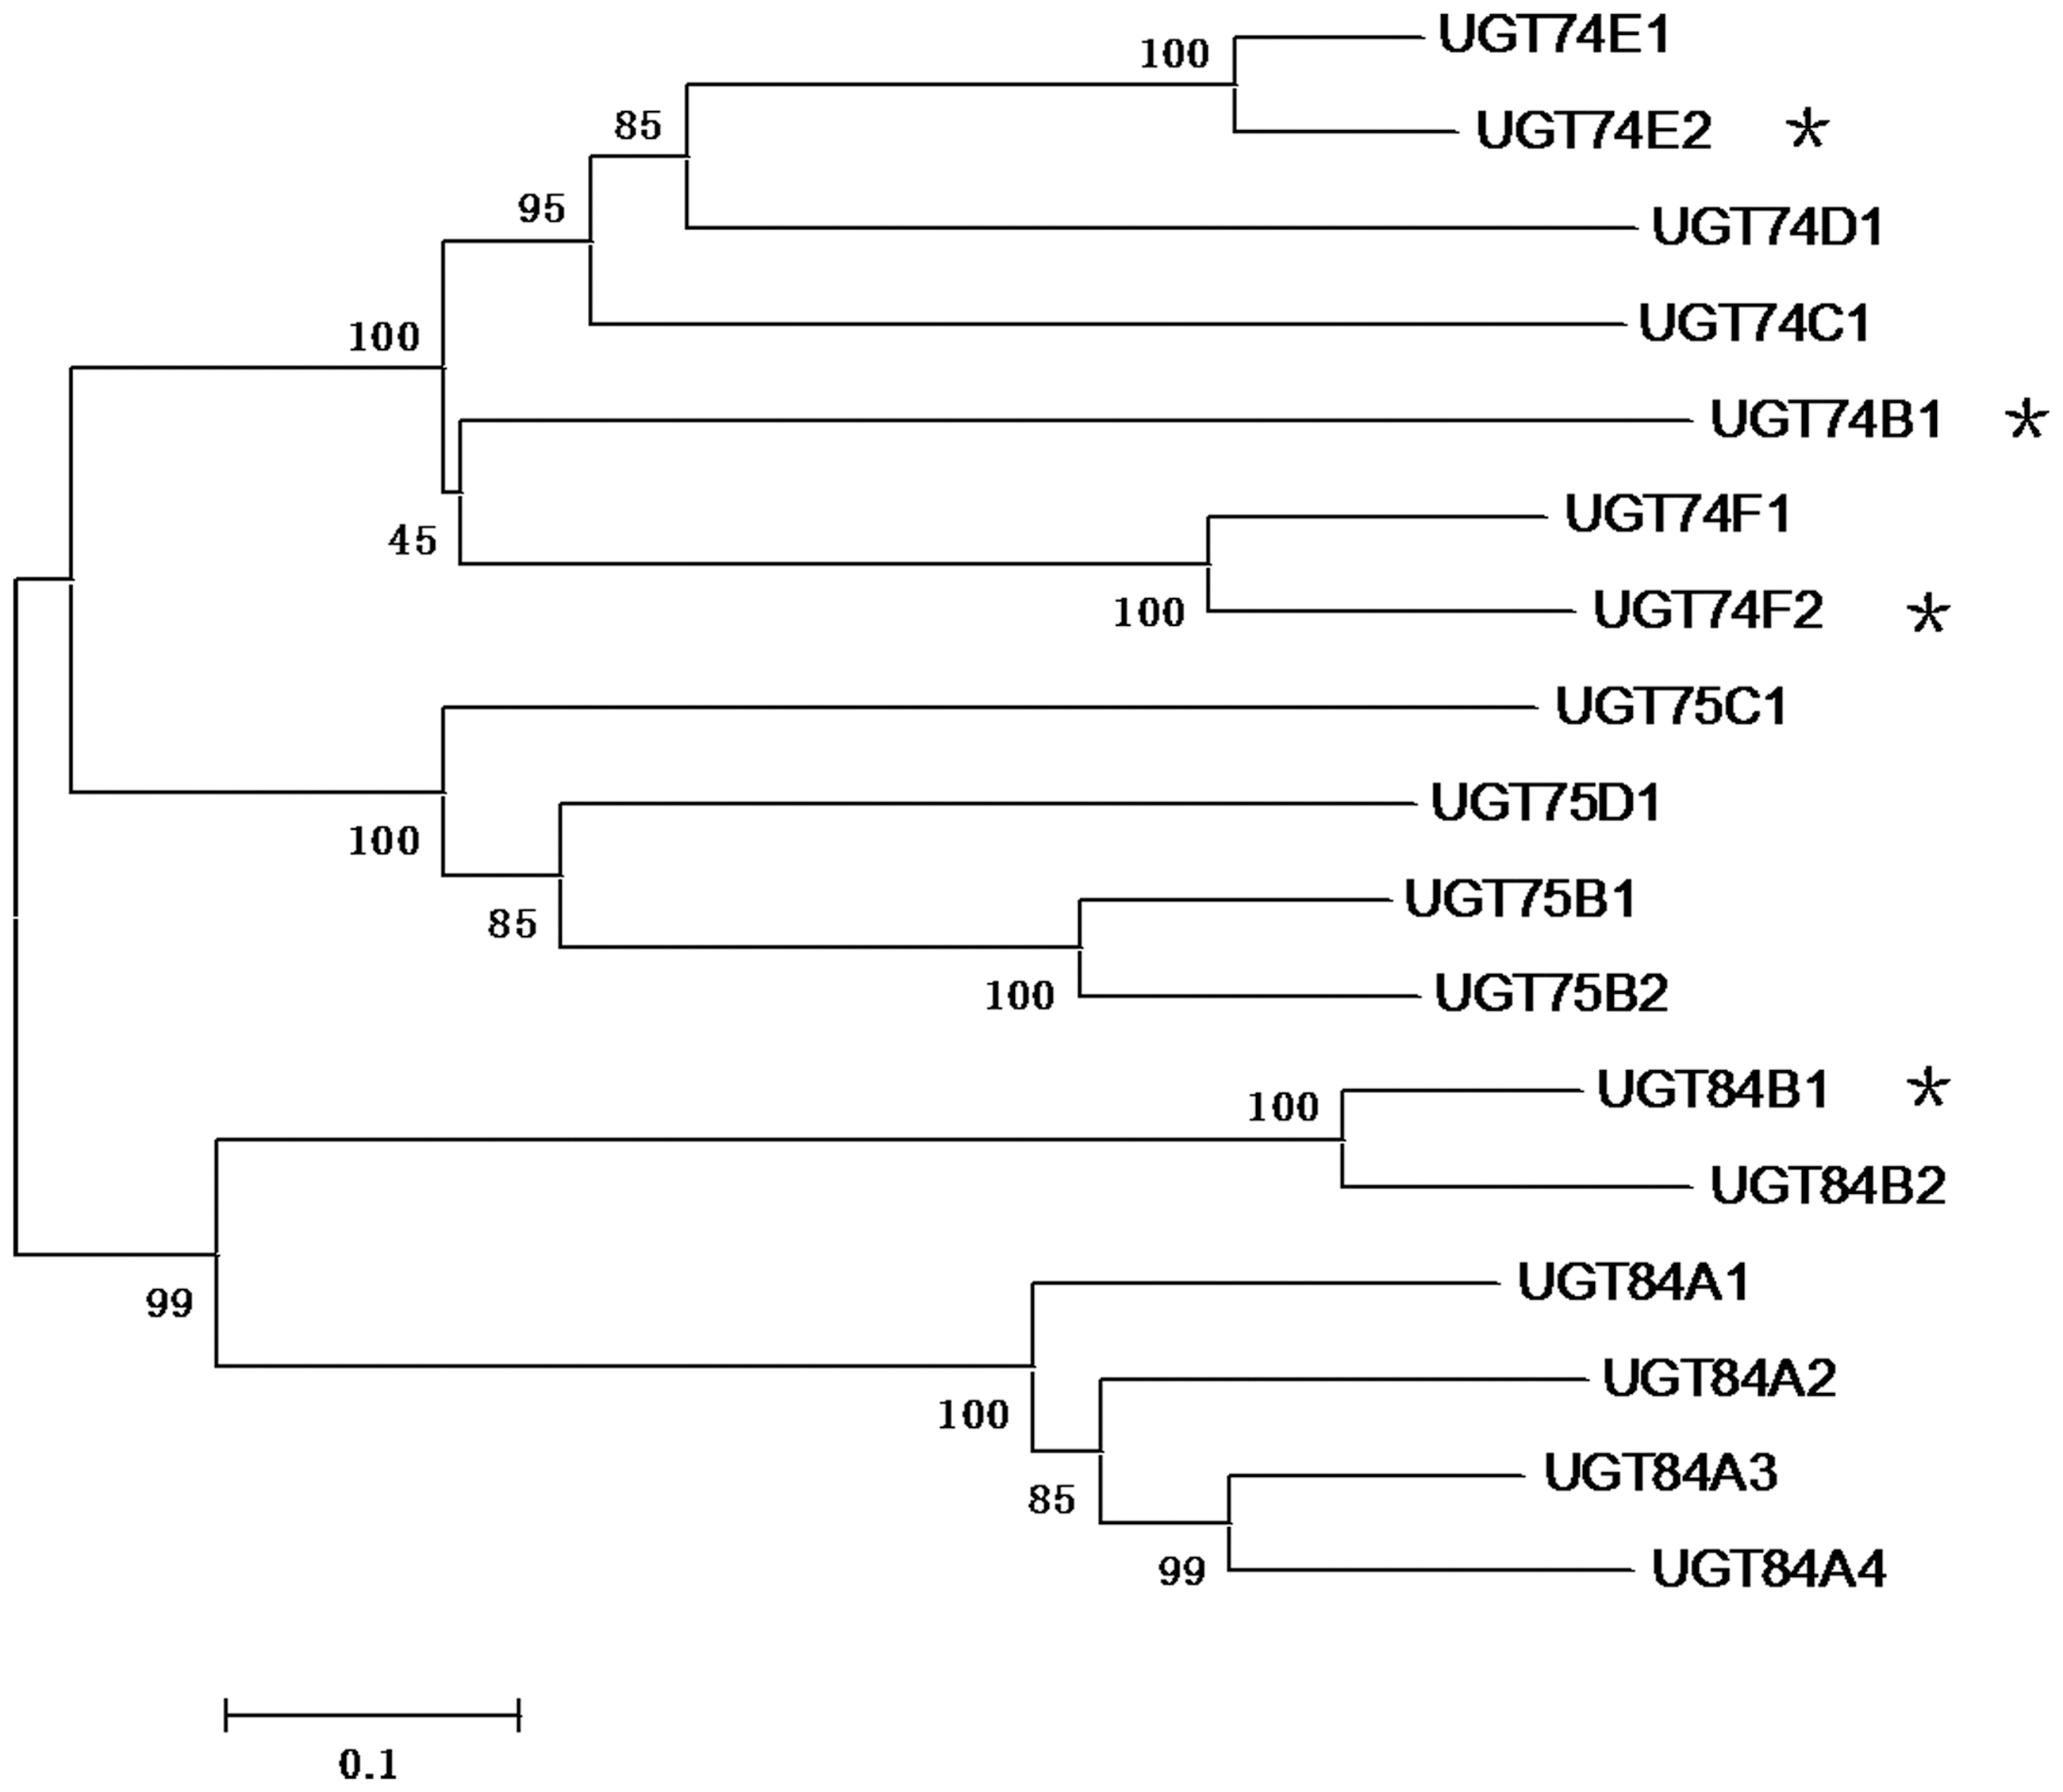 UGT74E1
100
85
UGT74E2 *
95
UGT74D1
100
UGT74C1
UGT74B1 *
45
UGT74F1
100
UGT74F2 *
UGT75C1
100
UGT75D1
85
UGT75B1
100
UGT75B2
100
UGT84B1 *
UGT84B2
99
UGT84A1
100
UGT84A2
85
UGT84A3
99
UGT84A4
0.1